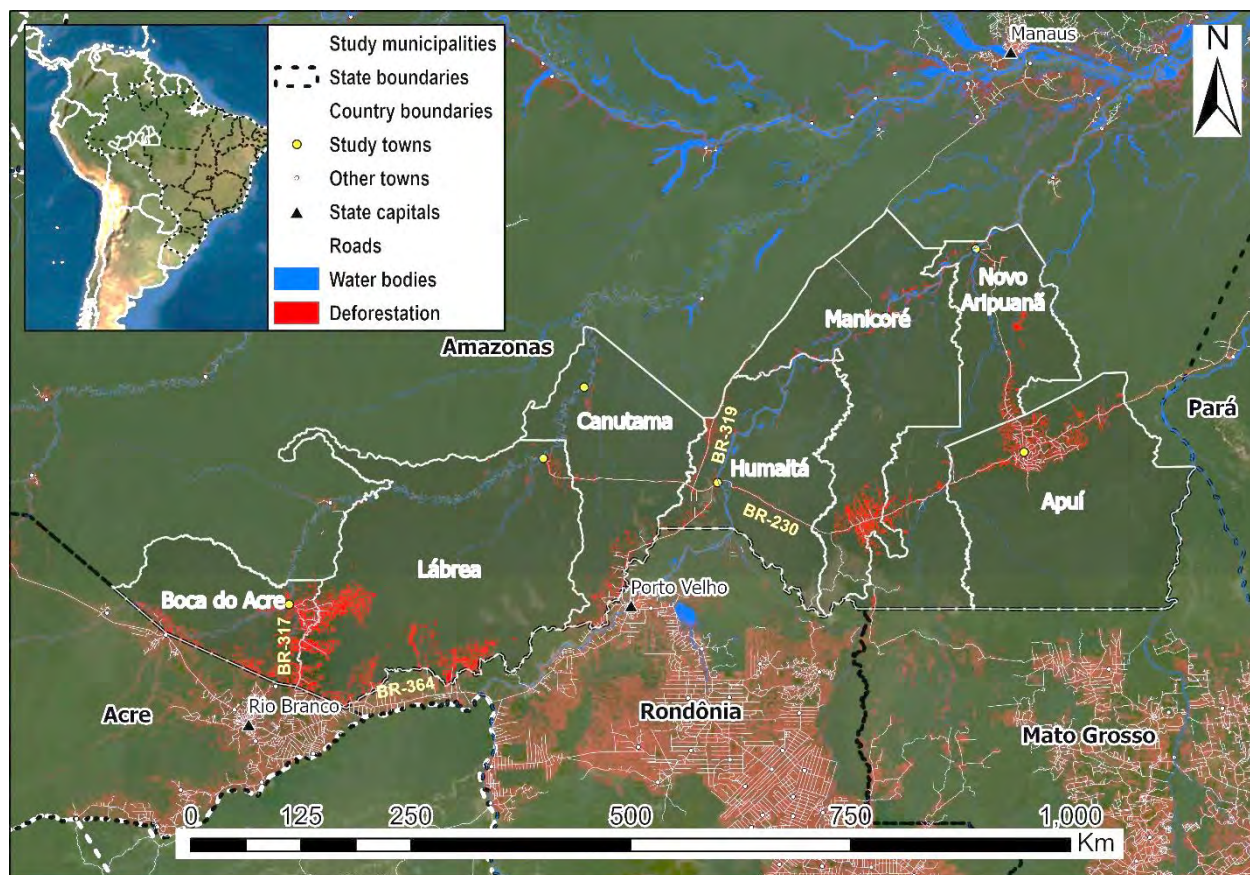 Study municipalities
State boundaries
Country boundaries
Study towns
Other towns
State capitals
Roads
Water bodies
Deforestation
Manaus
N
Novo
Aripuanã
Manicoré
Amazonas
Pará
Canutama
BR-319
Humaitá
Apuí
BR-230
Lábrea
Porto Velho
Boca do Acre
BR-317
BR-364
Rio Branco
Acre
Rondônia
Mato Grosso
0 125 250 500 750 1,000
Km